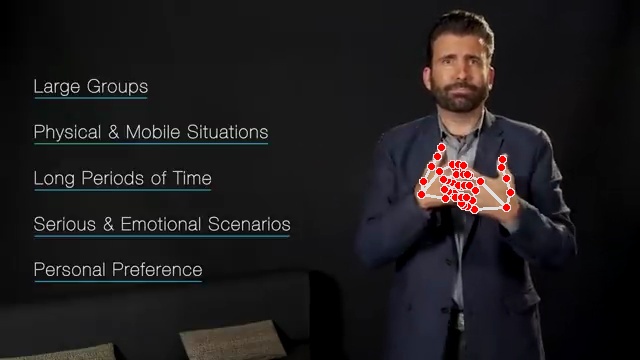 Large Groups
Physical & Mobile Situations
Long Periods of Time
Serious & Emotional Scenarios
Personal Preference